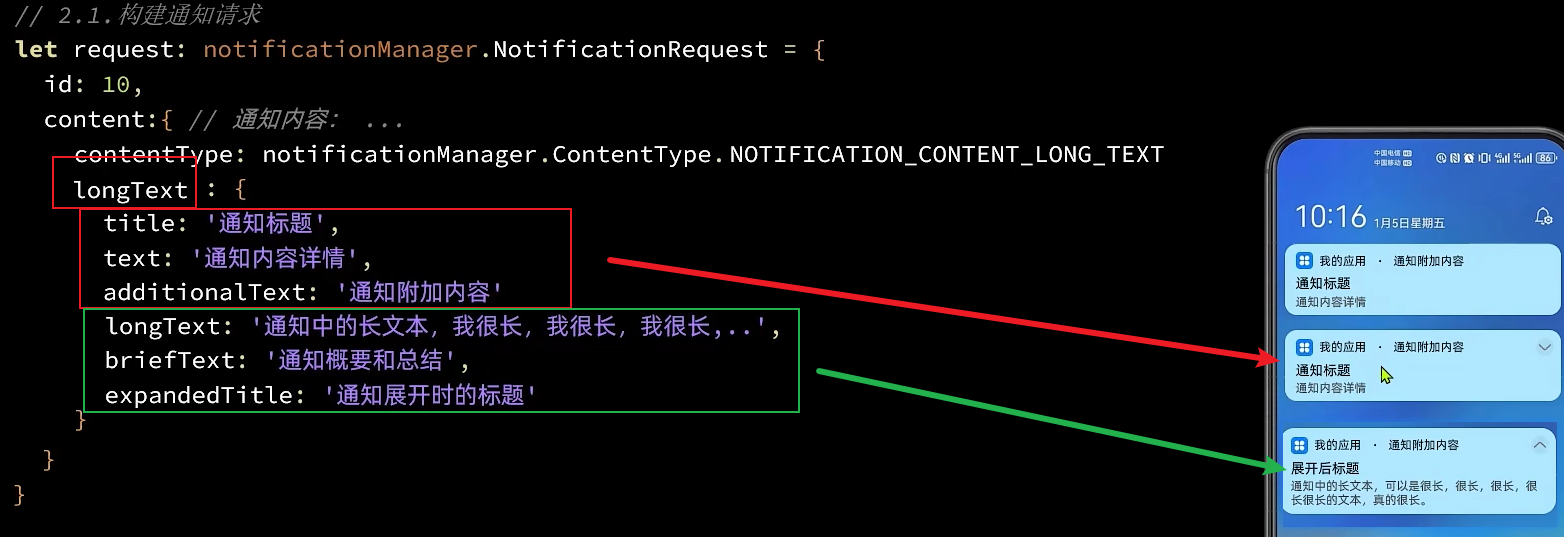 // 2.1.构建通知请求
let request: notificationManager.NotificationRequest = {
id: 10,
content:{ // 通知内容： ...
contentType: notificationManager.ContentType.NOTIFICATION_CONTENT_LONG_TEXT
longText : {
title: '通知标题',
text: '通知内容详情',
additionalText: '通知附加内容'
longText: '通知中的长文本，我很长，我很长，我很长,..',
briefText: '通知概要和总结',
expandedTitle: '通知展开时的标题'
}
}
}
中国电信 HD
中国移动 HD
4G 5G 86
10:16 1月5日星期五
我的应用 · 通知附加内容
通知标题
通知内容详情
我的应用 · 通知附加内容
通知标题
通知内容详情
我的应用 · 通知附加内容
展开后标题
通知中的长文本，可以是很长，很长，很长，很
长很长的文本，真的很长。